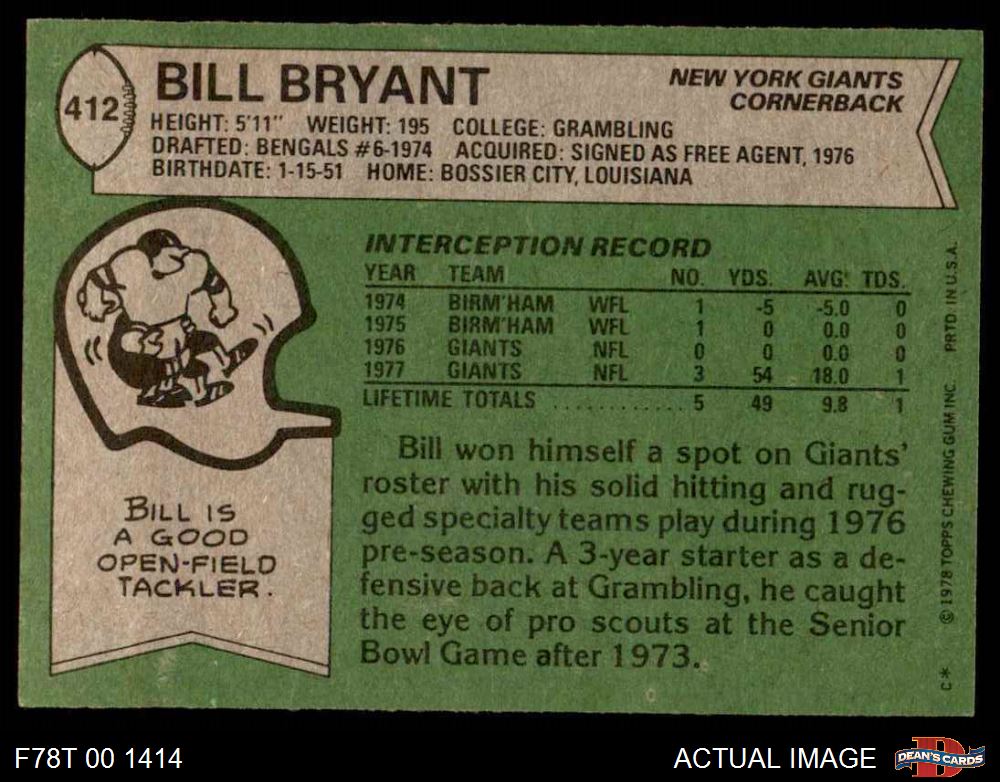 412
BILL BRYANT
NEW YORK GIANTS
CORNERBACK
HEIGHT: 5'11" WEIGHT: 195 COLLEGE: GRAMBLING
DRAFTED: BENGALS #6-1974 ACQUIRED: SIGNED AS FREE AGENT, 1976
BIRTHDATE: 1-15-51 HOME: BOSSIER CITY, LOUISIANA
INTERCEPTION RECORD
YEAR TEAM NO. YDS. AVG. TDS.
1974 BIRM'HAM WFL 1 -5 -5.0 0
1975 BIRM'HAM WFL 1 0 0.0 0
1976 GIANTS NFL 0 0 0.0 0
1977 GIANTS NFL 3 54 18.0 1
LIFETIME TOTALS ............ 5 49 9.8 1
Bill won himself a spot on Giants'
roster with his solid hitting and rug-
ged specialty teams play during 1976
pre-season. A 3-year starter as a de-
fensive back at Grambling, he caught
the eye of pro scouts at the Senior
Bowl Game after 1973.
BILL IS
A GOOD
OPEN-FIELD
TACKLER.
C* © 1978 TOPPS CHEWING GUM INC. PRTD. IN U.S.A.
F78T 00 1414
ACTUAL IMAGE
D
DEAN'S CARDS